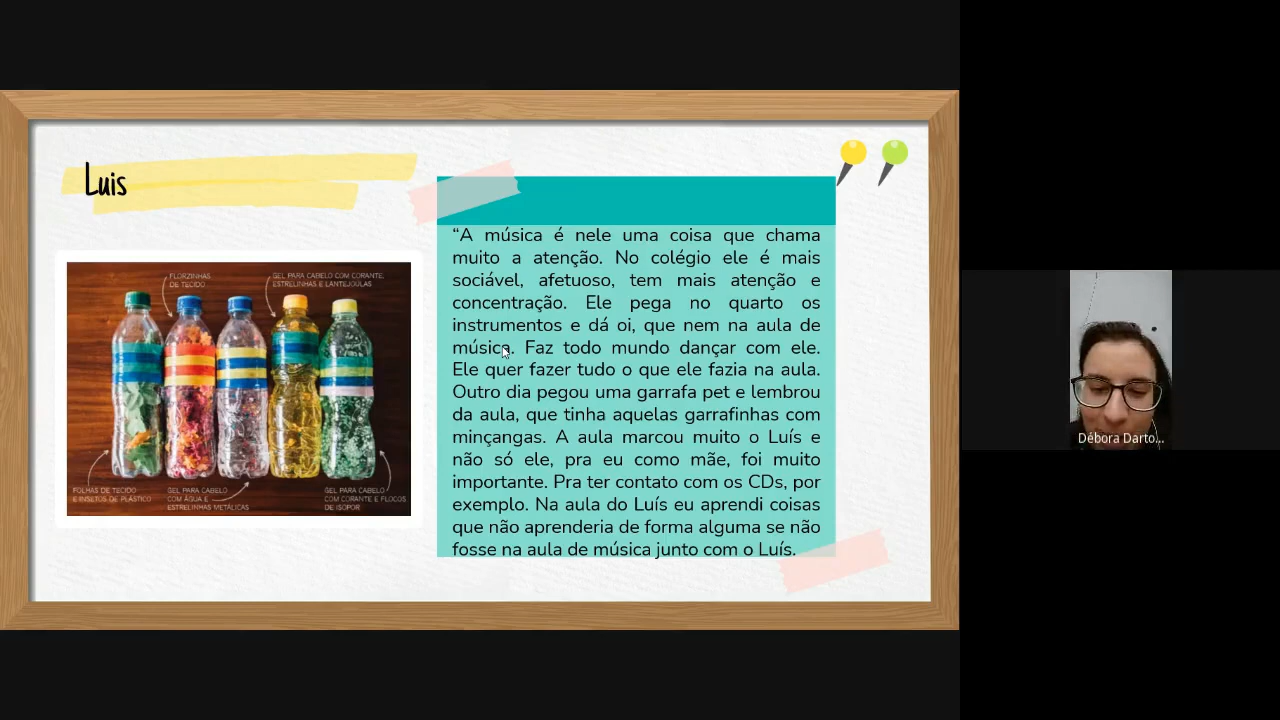 Luis
FLORZINHAS
DE TECIDO
GEL PARA CABELO COM CORANTE,
ESTRELINHAS E LANTEJOULAS
FOLHAS DE TECIDO
E INSETOS DE PLÁSTICO
GEL PARA CABELO
COM ÁGUA E
ESTRELINHAS METÁLICAS
GEL PARA CABELO
COM CORANTE E FLOCOS
DE ISOPOR
“A música é nele uma coisa que chama
muito a atenção. No colégio ele é mais
sociável, afetuoso, tem mais atenção e
concentração. Ele pega no quarto os
instrumentos e dá oi, que nem na aula de
música. Faz todo mundo dançar com ele.
Ele quer fazer tudo o que ele fazia na aula.
Outro dia pegou uma garrafa pet e lembrou
da aula, que tinha aquelas garrafinhas com
minçangas. A aula marcou muito o Luís e
não só ele, pra eu como mãe, foi muito
importante. Pra ter contato com os CDs, por
exemplo. Na aula do Luís eu aprendi coisas
que não aprenderia de forma alguma se não
fosse na aula de música junto com o Luís.
Débora Darto...